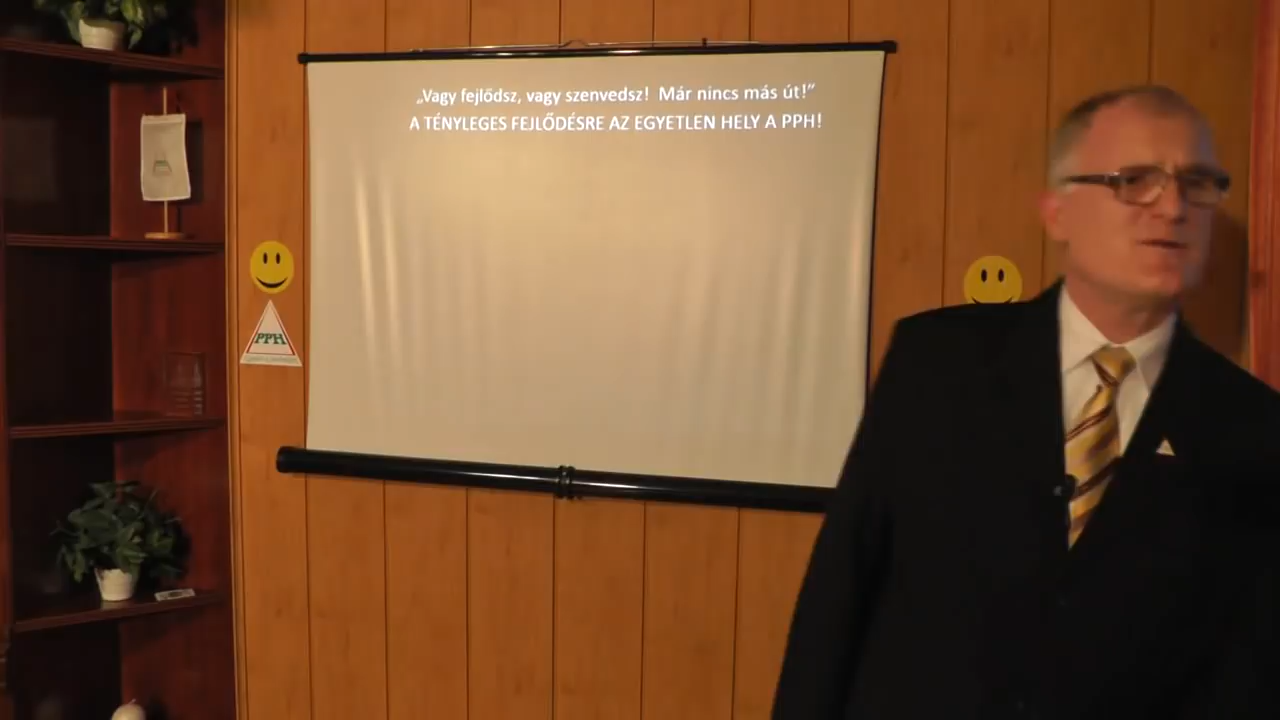 „Vagy fejlődsz, vagy szenvedsz! Már nincs más út!”
A TÉNYLEGES FEJLŐDÉSRE AZ EGYETLEN HELY A PPH!
PPH